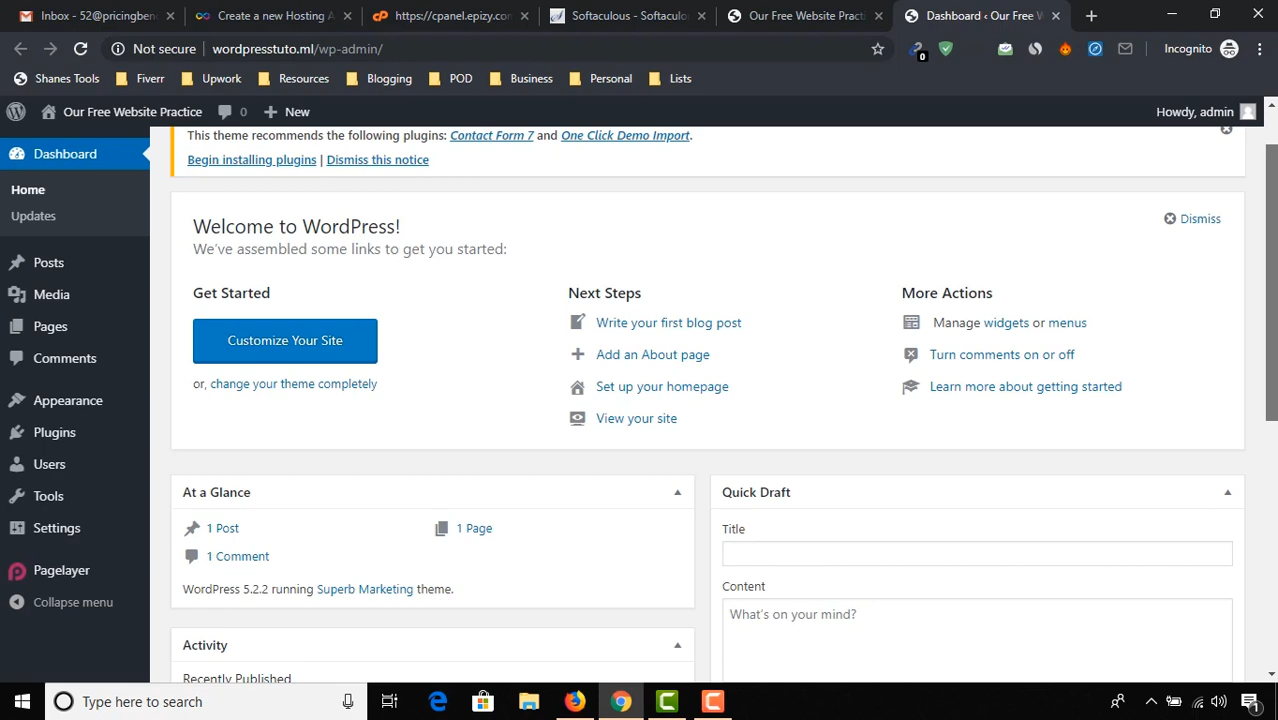 Inbox - 52@pricingbene
Create a new Hosting A
https://cpanel.epizy.com
Softaculous - Softaculo
Our Free Website Practi
Dashboard ‹ Our Free W
Not secure
wordpresstuto.ml/wp-admin/
0
Incognito
Shanes Tools
Fiverr
Upwork
Resources
Blogging
POD
Business
Personal
Lists
Our Free Website Practice
0
New
Howdy, admin
Dashboard
Home
Updates
Posts
Media
Pages
Comments
Appearance
Plugins
Users
Tools
Settings
Pagelayer
Collapse menu
This theme recommends the following plugins: Contact Form 7 and One Click Demo Import.
Begin installing plugins | Dismiss this notice
Welcome to WordPress!
Dismiss
We've assembled some links to get you started:
Get Started
Customize Your Site
or, change your theme completely
Next Steps
Write your first blog post
Add an About page
Set up your homepage
View your site
More Actions
Manage widgets or menus
Turn comments on or off
Learn more about getting started
At a Glance
1 Post
1 Page
1 Comment
WordPress 5.2.2 running Superb Marketing theme.
Activity
Recently Published
Quick Draft
Title
Content
What's on your mind?
Type here to search
1